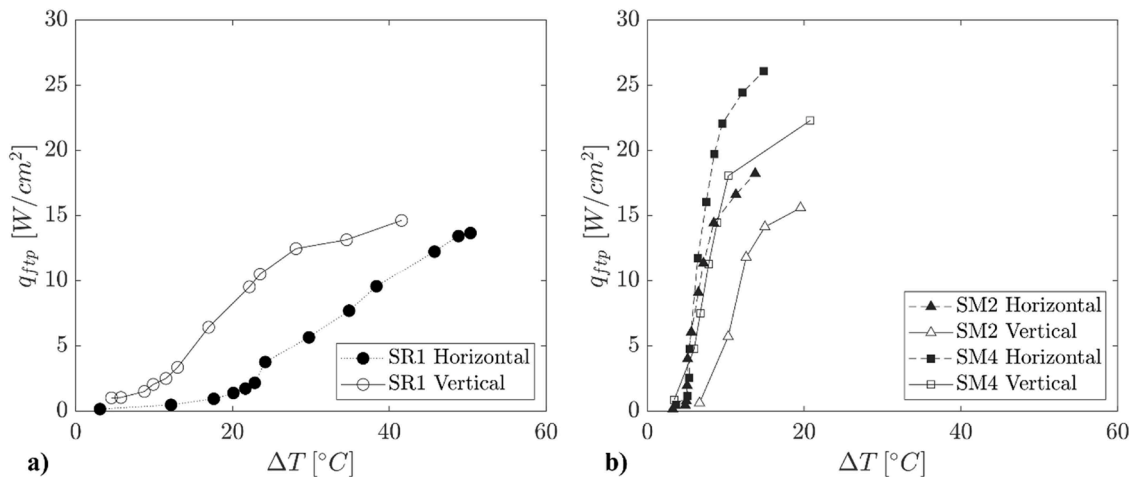 30
25
20
15
10
5
0
q_ftp [W/cm²]
0 20 40 60
ΔT [°C]
SR1 Horizontal
SR1 Vertical
a)
30
25
20
15
10
5
0
q_ftp [W/cm²]
0 20 40 60
ΔT [°C]
SM2 Horizontal
SM2 Vertical
SM4 Horizontal
SM4 Vertical
b)